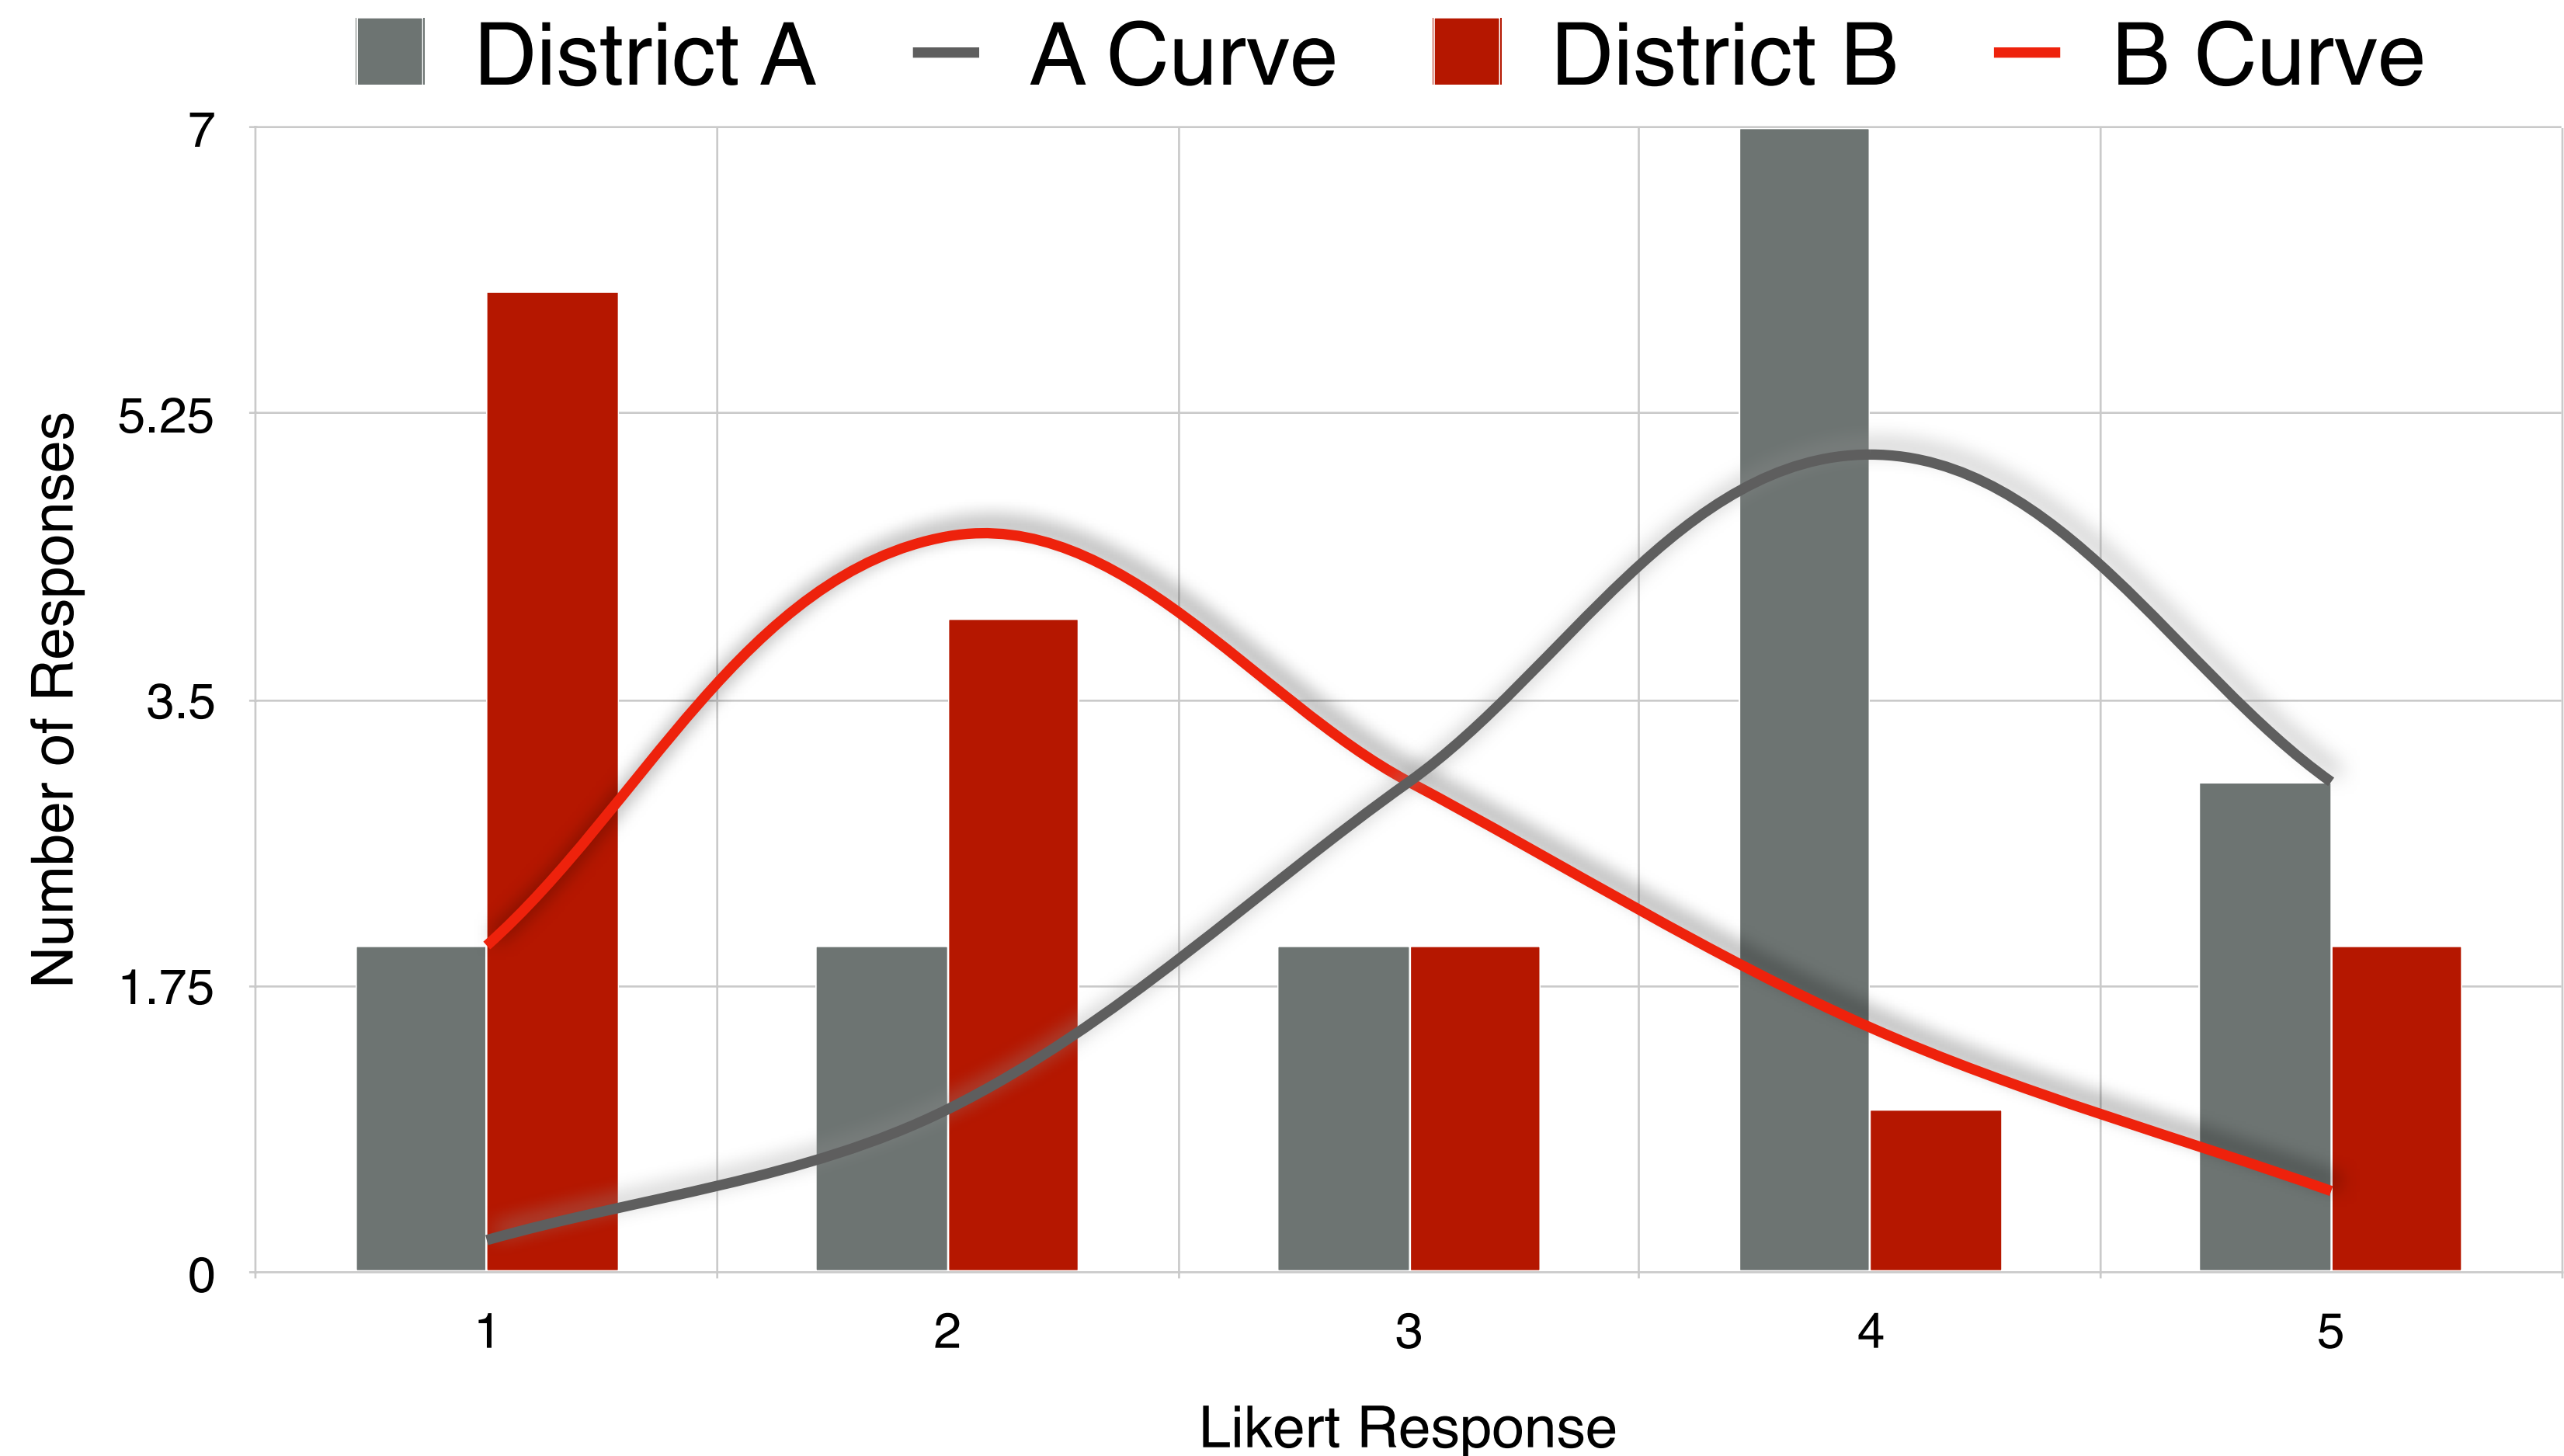 District A A Curve District B B Curve
7
5.25
3.5
1.75
0
Number of Responses
1 2 3 4 5
Likert Response